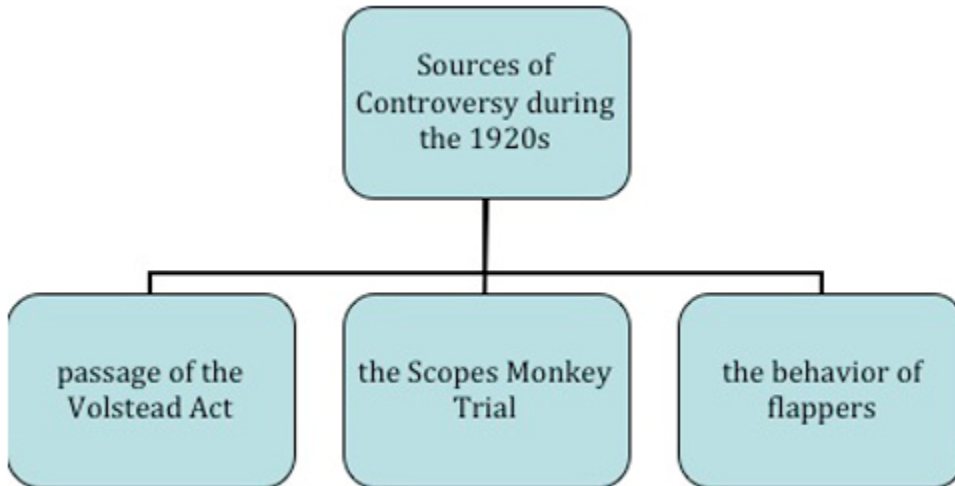 Sources of
Controversy during
the 1920s
passage of the
Volstead Act
the Scopes Monkey
Trial
the behavior of
flappers